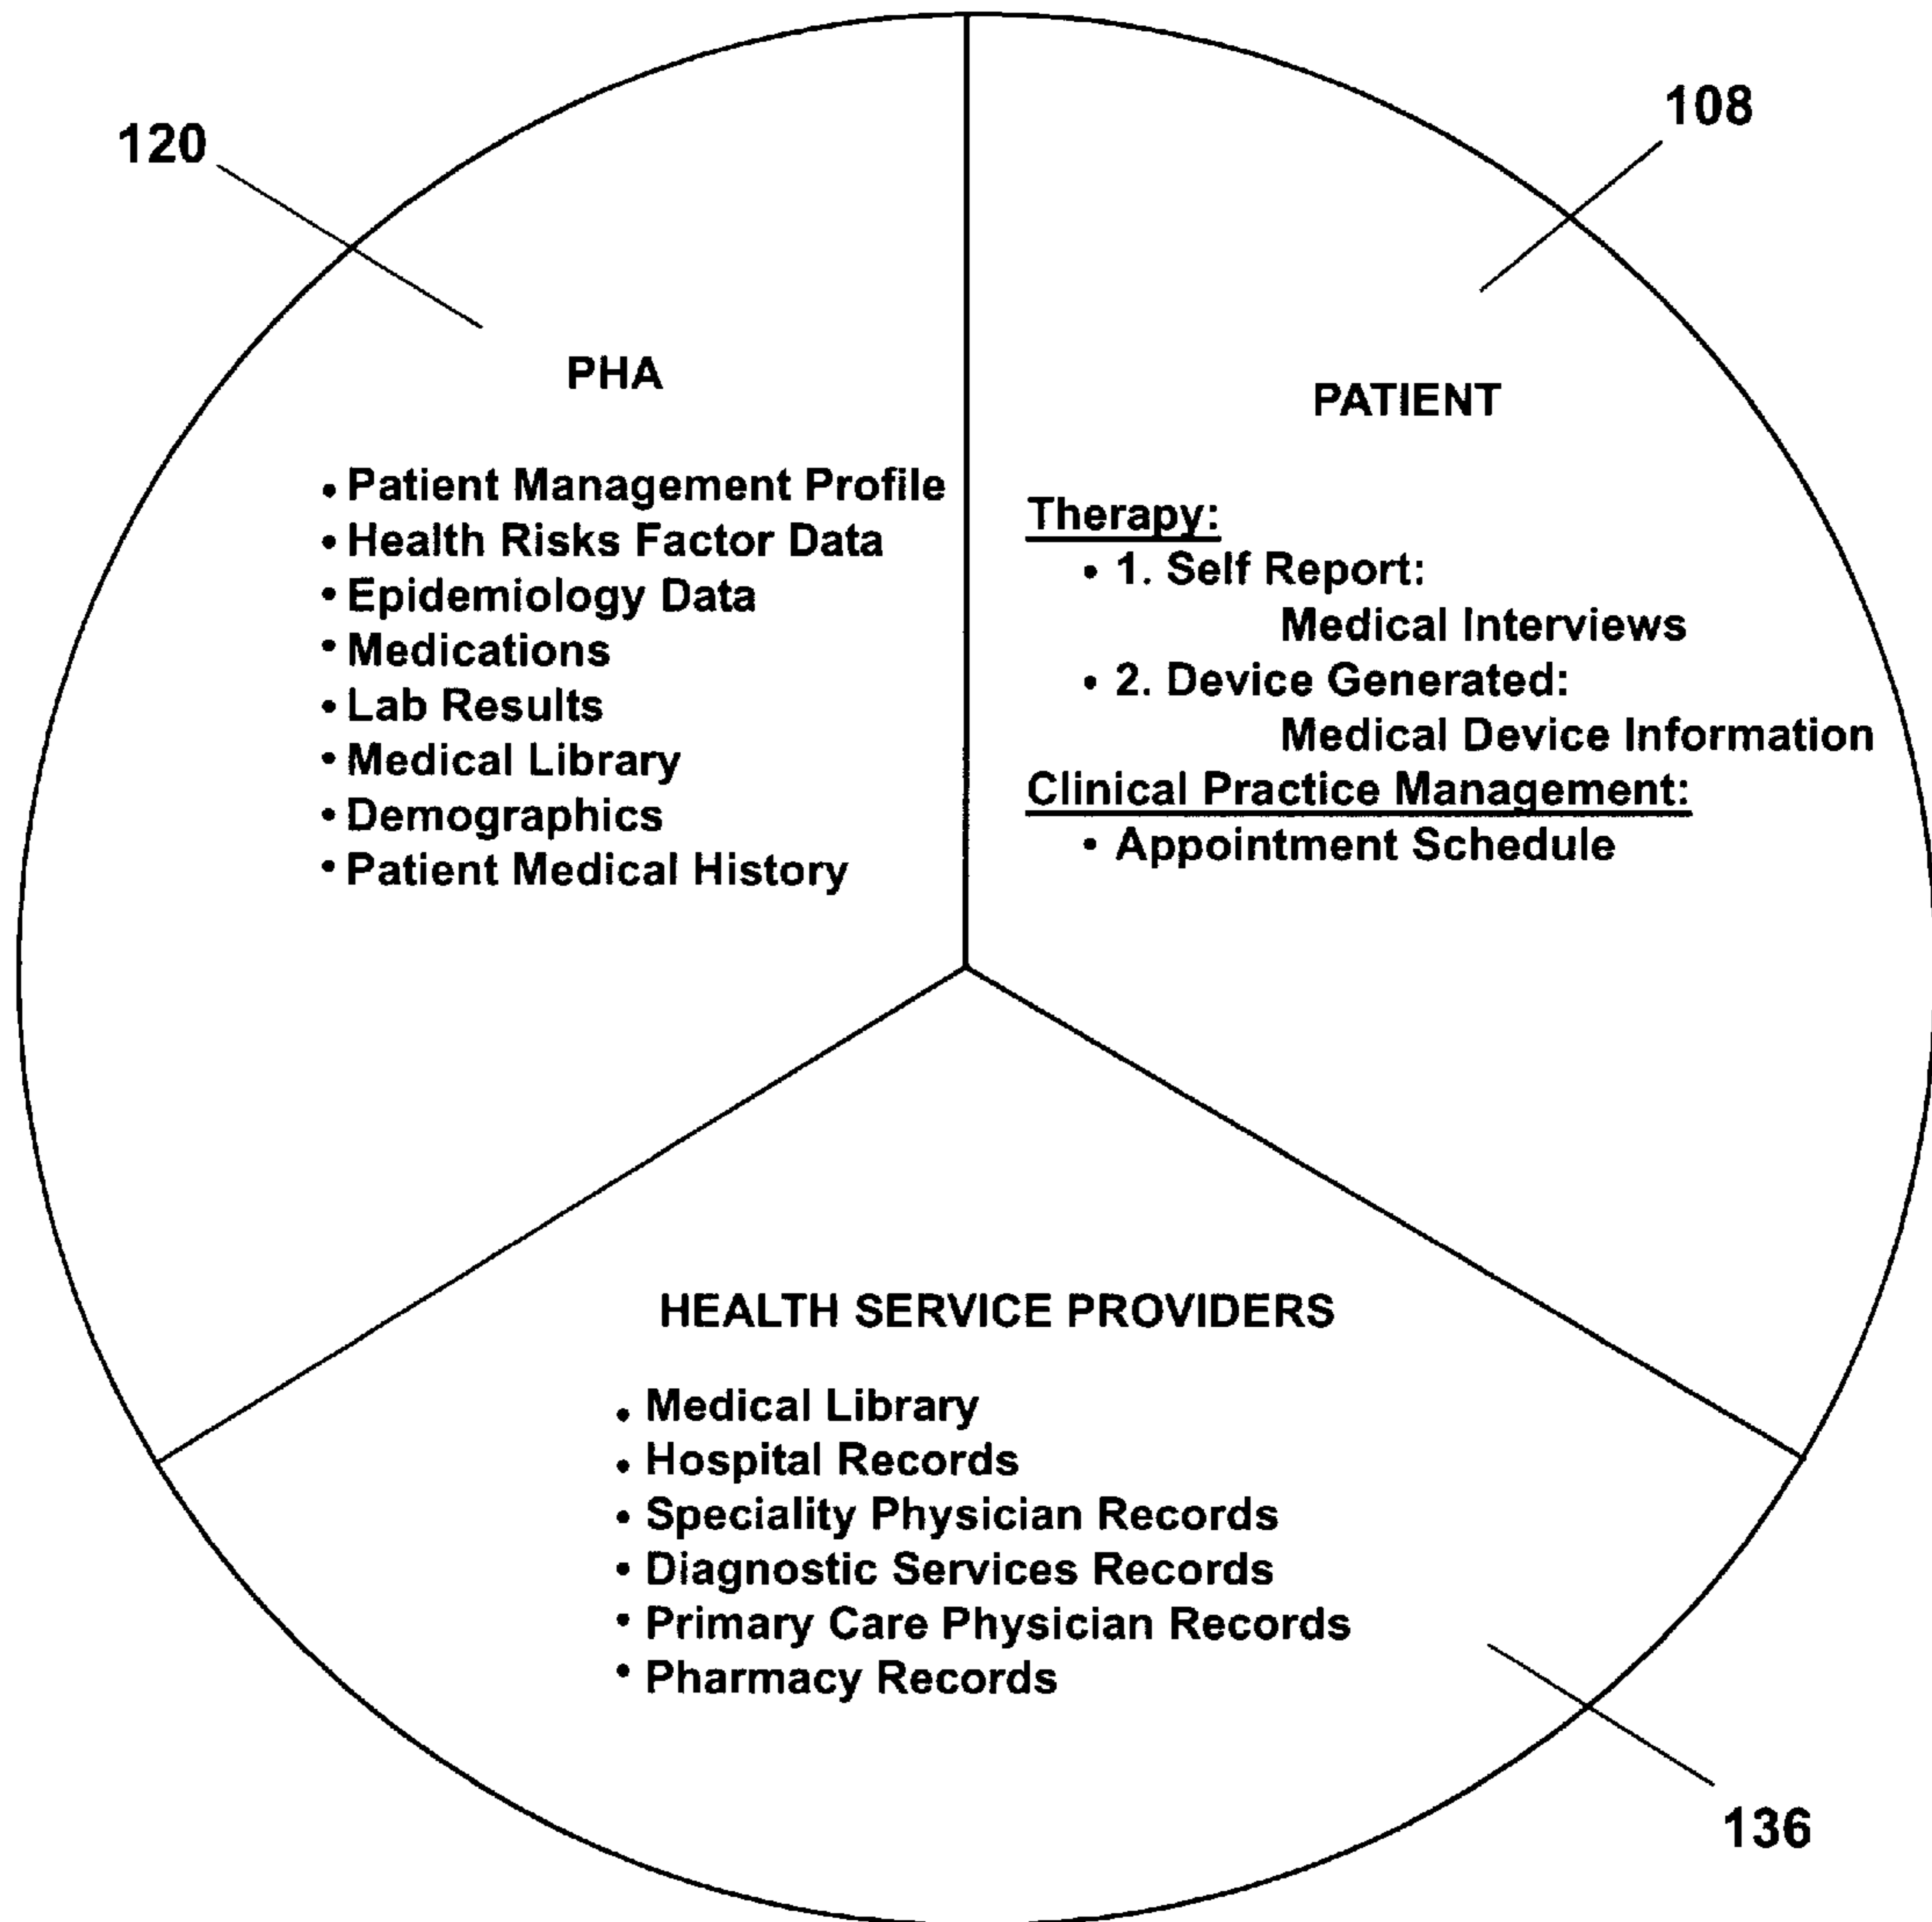 120
PHA
• Patient Management Profile
• Health Risks Factor Data
• Epidemiology Data
• Medications
• Lab Results
• Medical Library
• Demographics
• Patient Medical History
108
PATIENT
Therapy:
• 1. Self Report:
Medical Interviews
• 2. Device Generated:
Medical Device Information
Clinical Practice Management:
• Appointment Schedule
HEALTH SERVICE PROVIDERS
• Medical Library
• Hospital Records
• Speciality Physician Records
• Diagnostic Services Records
• Primary Care Physician Records
• Pharmacy Records
136